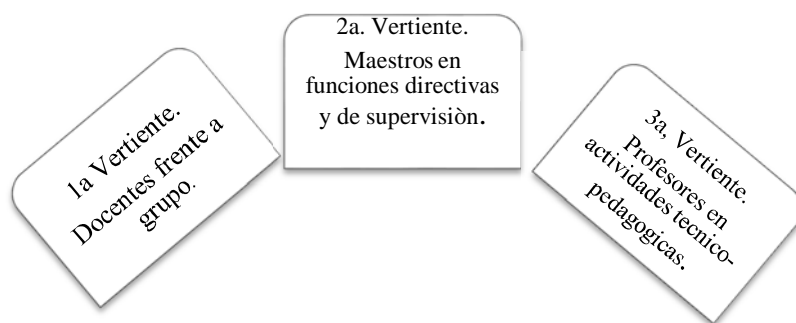 1a Vertiente.
Docentes frente a
grupo.
2a. Vertiente.
Maestros en
funciones directivas
y de supervisiòn.
3a, Vertiente.
Profesores en
actividades tecnico-
pedagogicas.